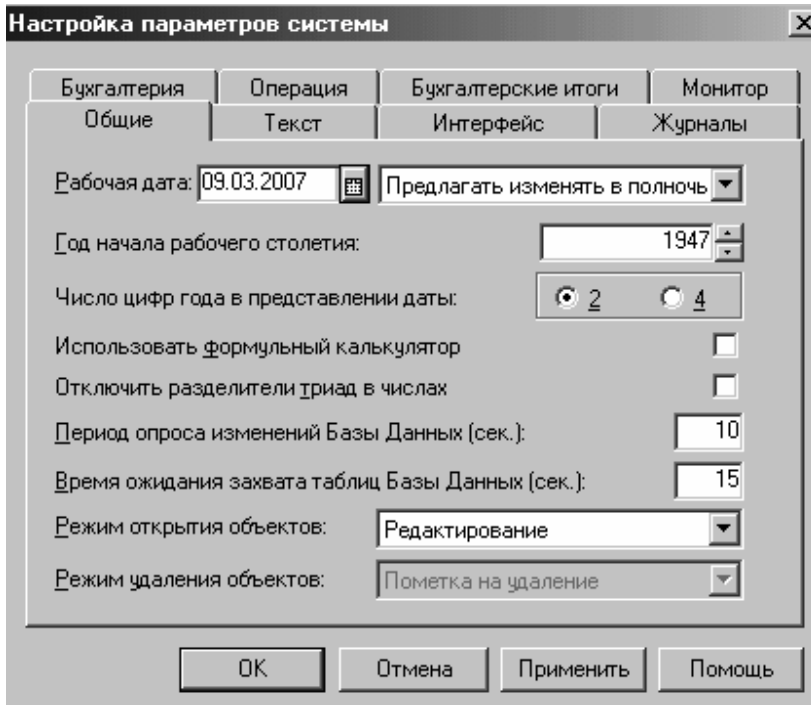 Настройка параметров системы
Бухгалтерия Операция Бухгалтерские итоги Монитор
Общие Текст Интерфейс Журналы
Рабочая дата: 09.03.2007 Предлагать изменять в полночь
Год начала рабочего столетия: 1947
Число цифр года в представлении даты: 2 4
Использовать формульный калькулятор
Отключить разделители триад в числах
Период опроса изменений Базы Данных (сек.): 10
Время ожидания захвата таблиц Базы Данных (сек.): 15
Режим открытия объектов: Редактирование
Режим удаления объектов: Пометка на удаление
OK Отмена Применить Помощь